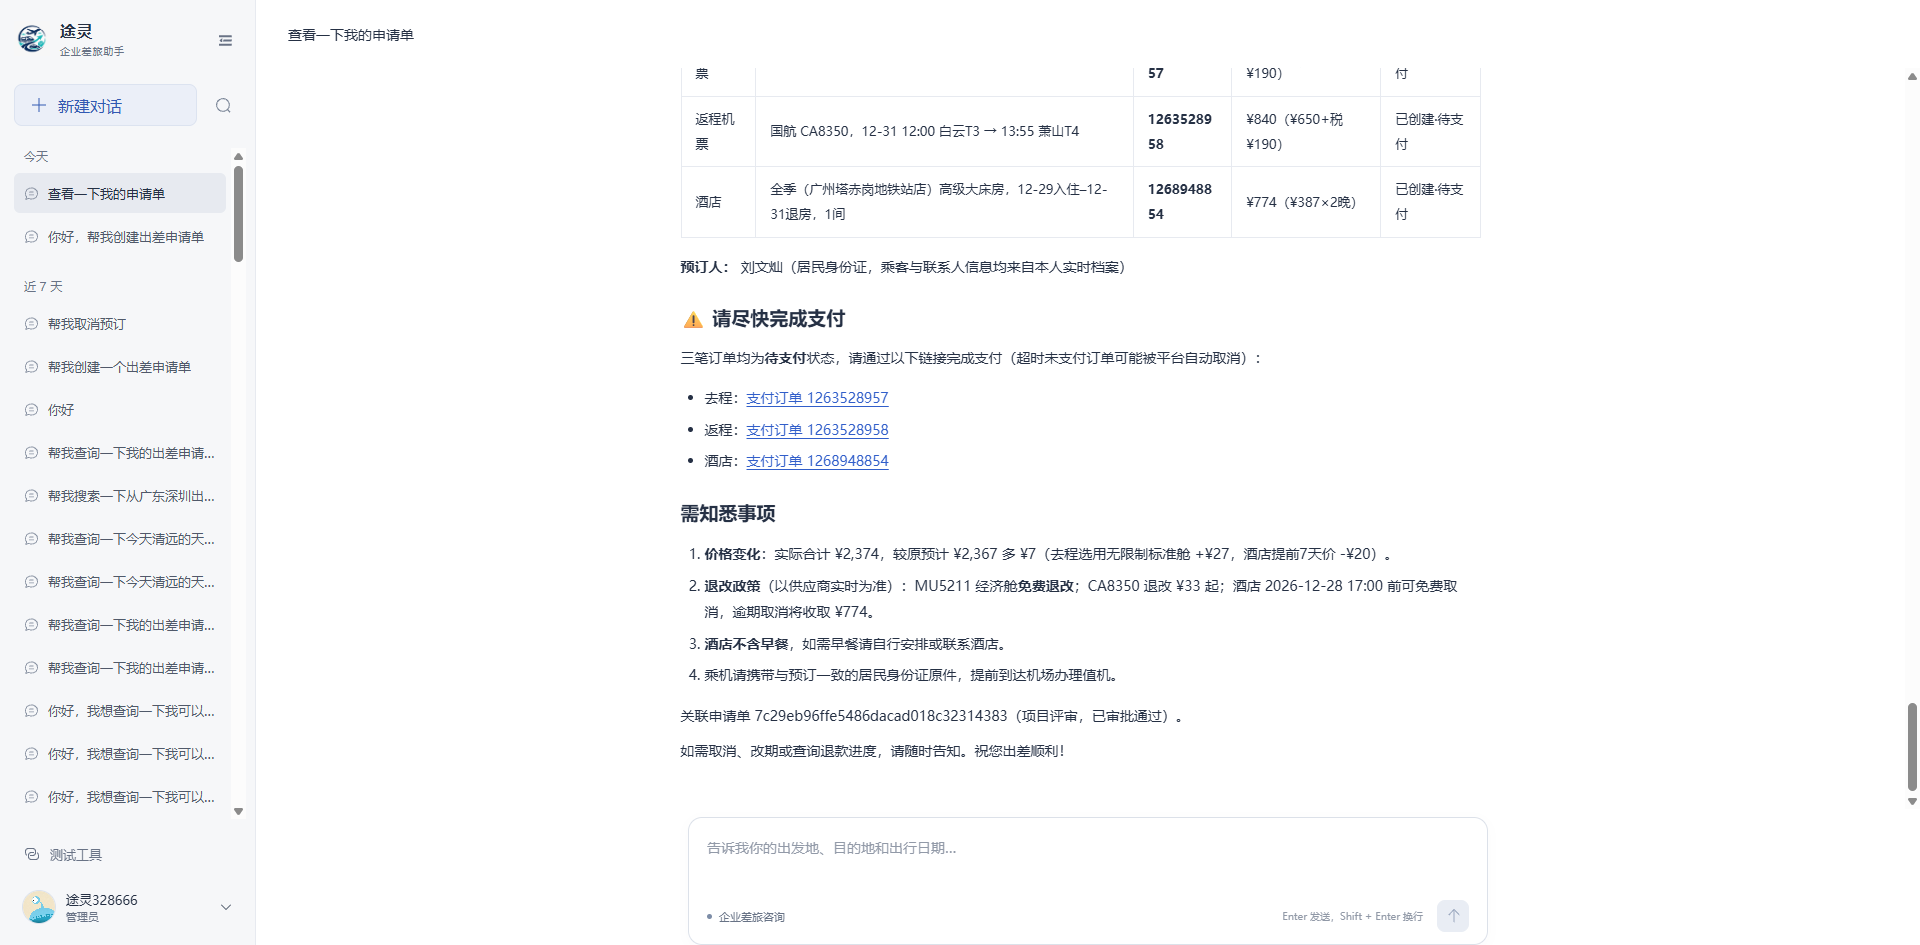 途灵
企业差旅助手
新建对话
今天
查看一下我的申请单
你好，帮我创建出差申请单
近 7 天
帮我取消预订
帮我创建一个出差申请单
你好
帮我查询一下我的出差申请...
帮我搜索一下从广东深圳出...
帮我查询一下今天清远的天...
帮我查询一下今天清远的天...
帮我查询一下我的出差申请...
帮我查询一下我的出差申请...
你好，我想查询一下我可以...
你好，我想查询一下我可以...
你好，我想查询一下我可以...
测试工具
途灵328666
管理员
查看一下我的申请单
票 57 ¥190） 付
返程机票 国航 CA8350，12-31 12:00 白云T3 → 13:55 萧山T4 1263528958 ¥840（¥650+税¥190） 已创建·待支付
酒店 全季（广州塔赤岗地铁站店）高级大床房，12-29入住–12-31退房，1间 1268948854 ¥774（¥387×2晚） 已创建·待支付
预订人： 刘文灿（居民身份证，乘客与联系人信息均来自本人实时档案）
⚠️ 请尽快完成支付
三笔订单均为待支付状态，请通过以下链接完成支付（超时未支付订单可能被平台自动取消）：
• 去程：支付订单 1263528957
• 返程：支付订单 1263528958
• 酒店：支付订单 1268948854
需知悉事项
1. 价格变化：实际合计 ¥2,374，较原预计 ¥2,367 多 ¥7（去程选用无限制标准舱 +¥27，酒店提前7天价 -¥20）。
2. 退改政策（以供应商实时为准）：MU5211 经济舱免费退改；CA8350 退改 ¥33 起；酒店 2026-12-28 17:00 前可免费取
消，逾期取消将收取 ¥774。
3. 酒店不含早餐，如需早餐请自行安排或联系酒店。
4. 乘机请携带与预订一致的居民身份证原件，提前到达机场办理值机。
关联申请单 7c29eb96ffe5486dacad018c32314383（项目评审，已审批通过）。
如需取消、改期或查询退款进度，请随时告知。祝您出差顺利！
告诉我你的出发地、目的地和出行日期...
企业差旅咨询
Enter 发送，Shift + Enter 换行